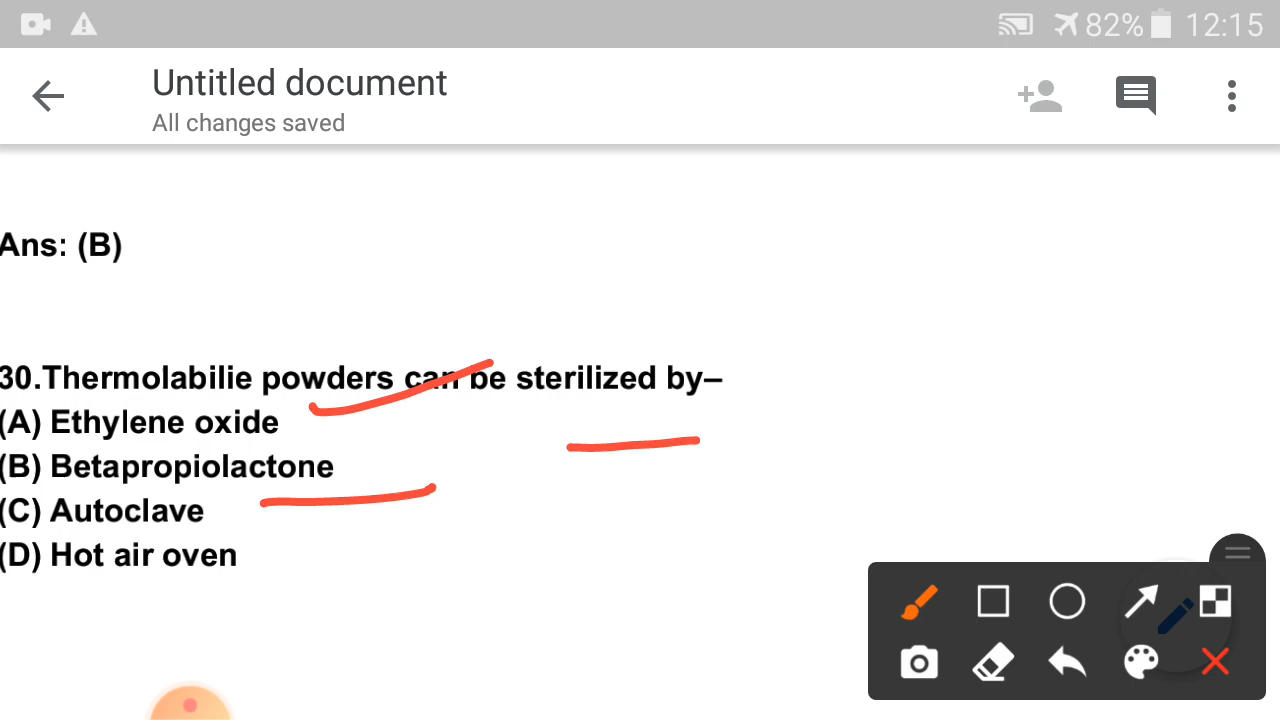 82% 12:15
Untitled document
All changes saved
Ans: (B)
30.Thermolabilie powders can be sterilized by–
(A) Ethylene oxide
(B) Betapropiolactone
(C) Autoclave
(D) Hot air oven